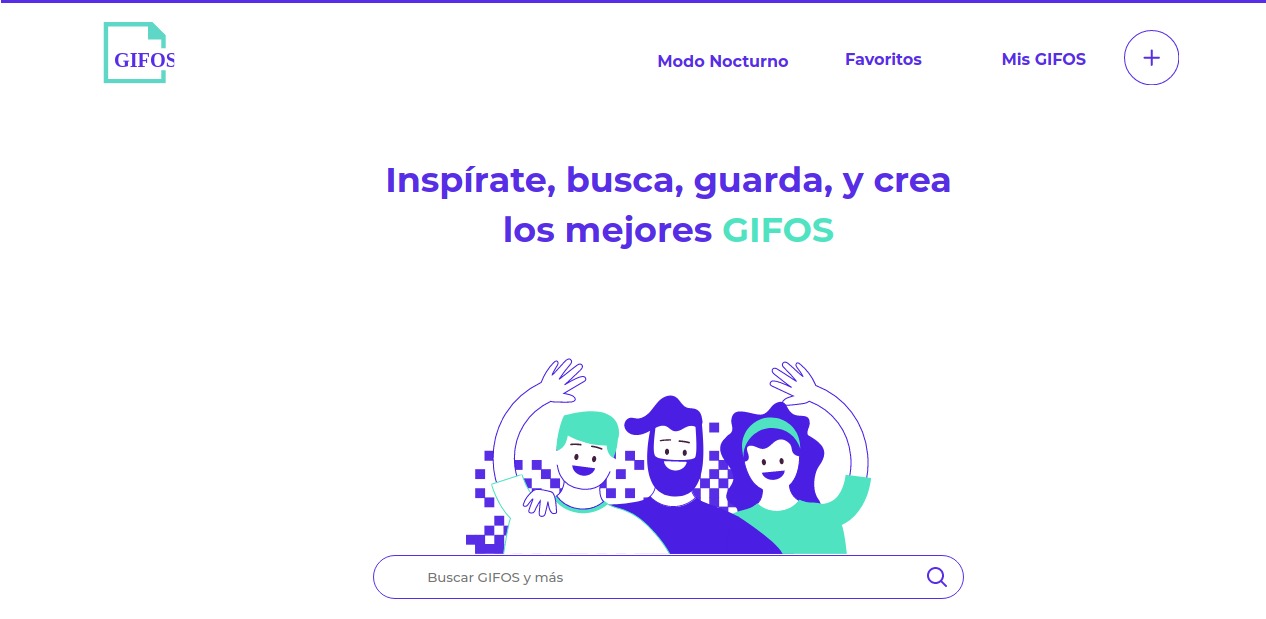 GIFOS
Modo Nocturno
Favoritos
Mis GIFOS
Inspírate, busca, guarda, y crea
los mejores GIFOS
Buscar GIFOS y más